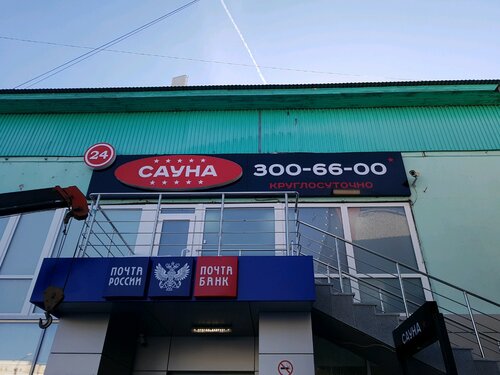 24
САУНА
300-66-00
КРУГЛОСУТОЧНО
ПОЧТА
РОССИИ
ПОЧТА
БАНК
САУНА